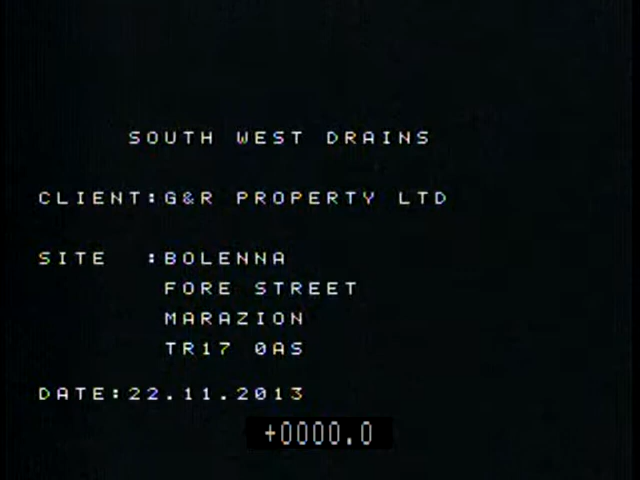 SOUTH WEST DRAINS
CLIENT:G&R PROPERTY LTD
SITE :BOLENNA
FORE STREET
MARAZION
TR17 0AS
DATE:22.11.2013
+0000.0